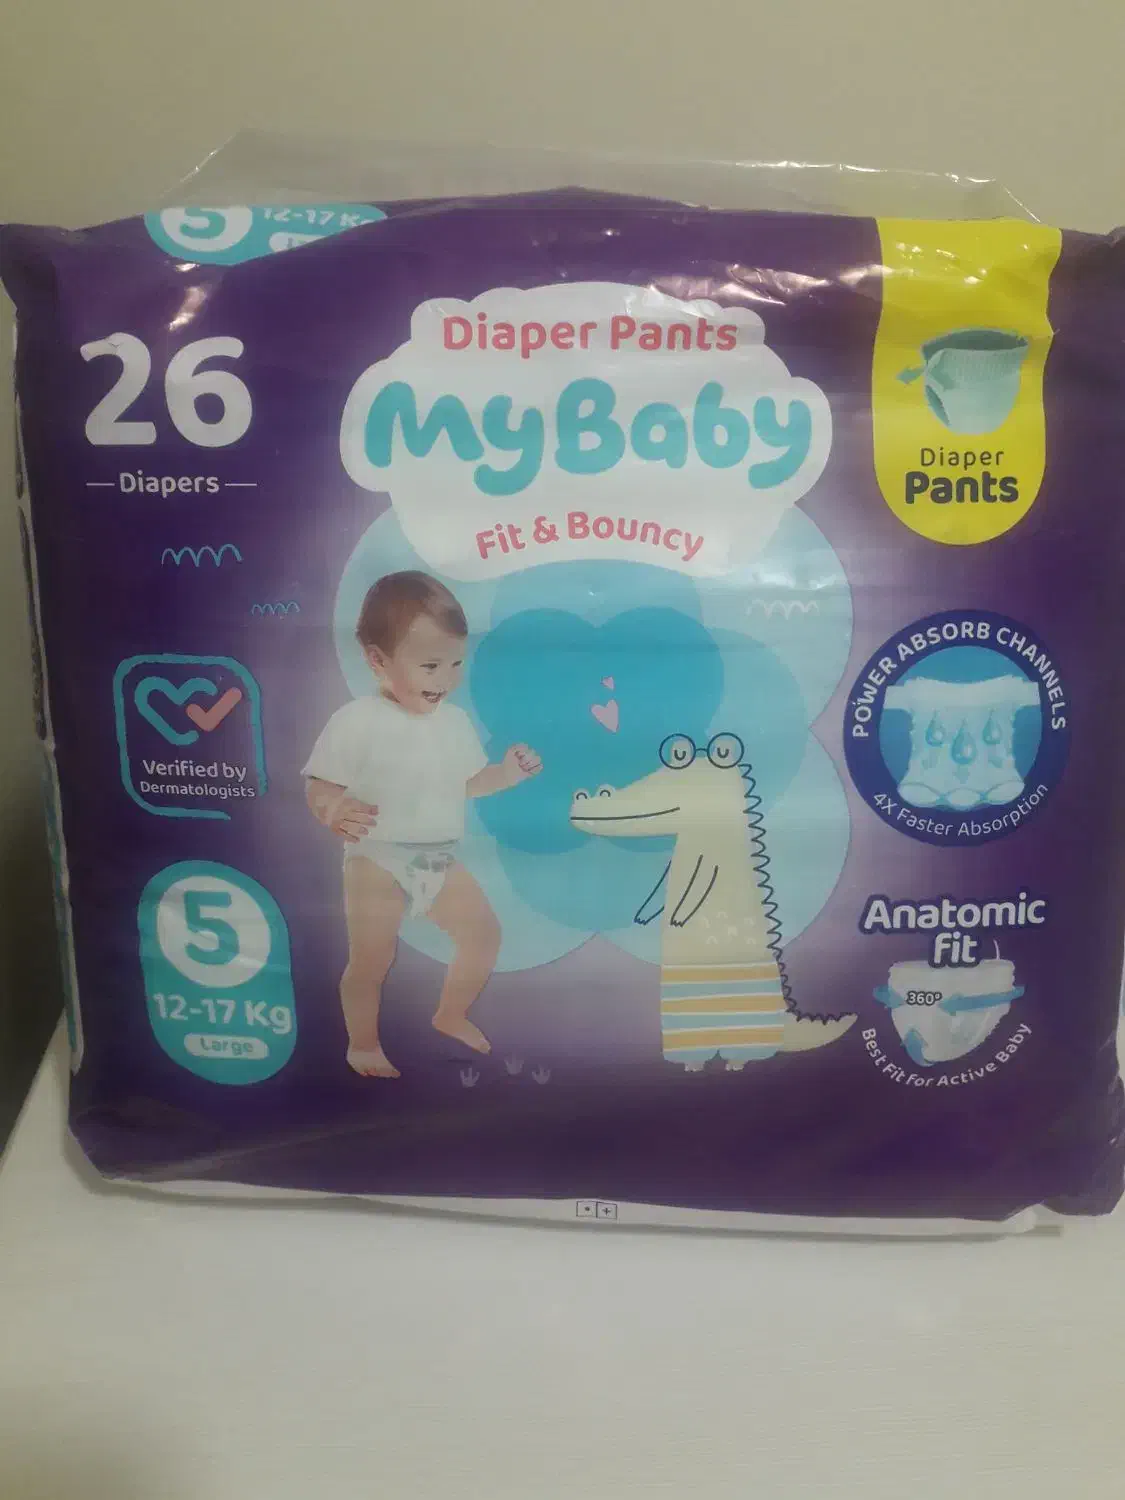 5 12-17 Kg
26
Diapers
Diaper Pants
MyBaby
Fit & Bouncy
Diaper
Pants
Verified by
Dermatologists
POWER ABSORB CHANNELS
4X Faster Absorption
5
12-17 Kg
Large
Anatomic
Fit
360º
Best Fit For Active Baby